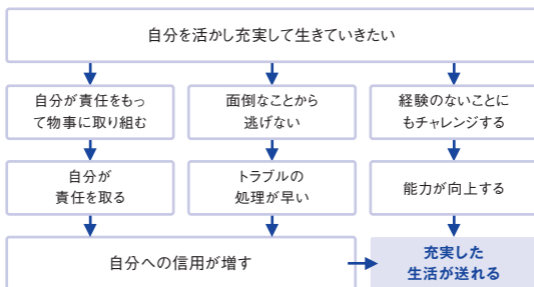 自分を活かし充実して生きていきたい
自分が責任をもっ
て物事に取り組む
面倒なことから
逃げない
経験のないことに
もチャレンジする
自分が
責任を取る
トラブルの
処理が早い
能力が向上する
自分への信用が増す
充実した
生活が送れる